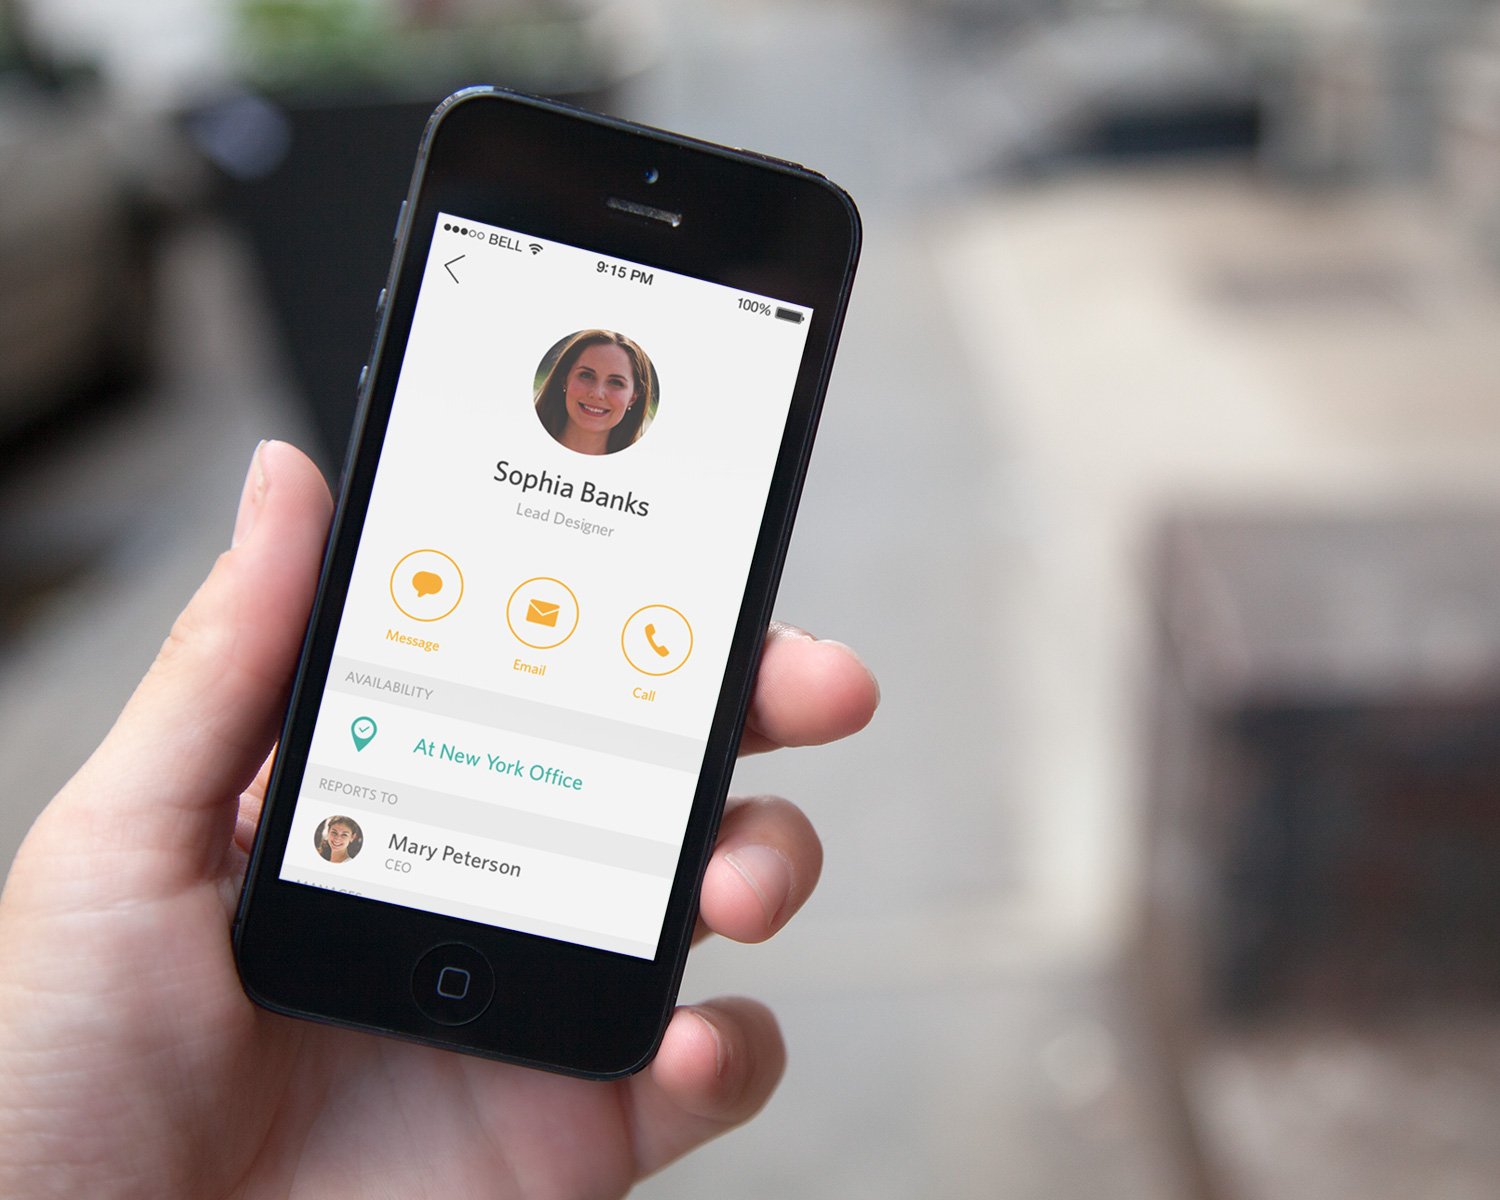 BELL
9:15 PM
100%
Sophia Banks
Lead Designer
Message
Email
Call
AVAILABILITY
At New York Office
REPORTS TO
Mary Peterson
CEO